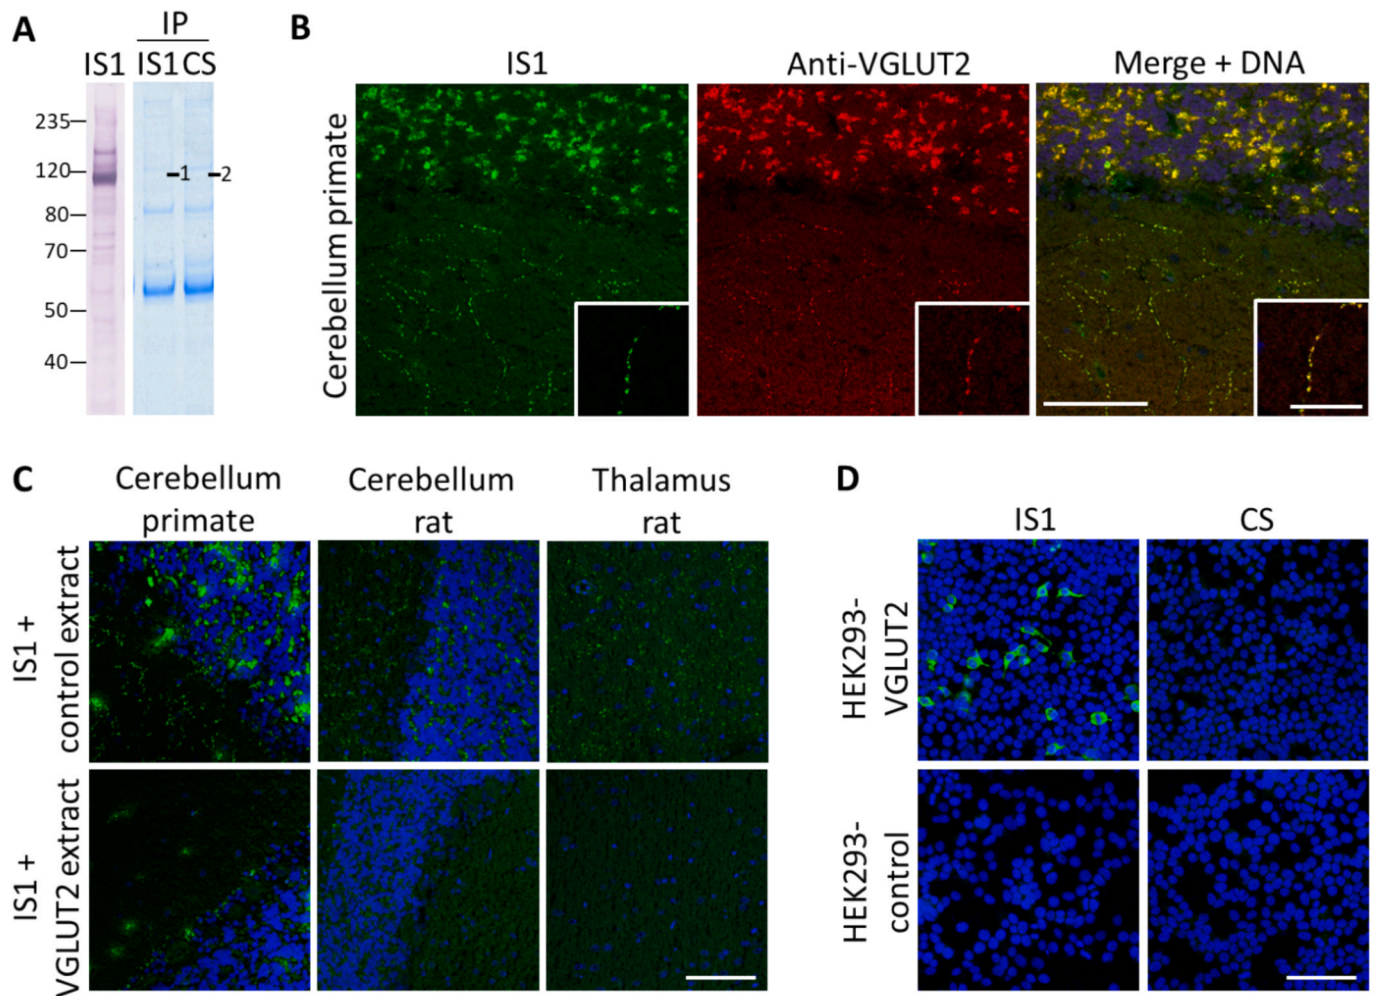 A
IP
IS1 IS1 CS
235
120
1
2
80
70
50
40
B
IS1 Anti-VGLUT2 Merge + DNA
Cerebellum primate
C
Cerebellum primate
Cerebellum rat
Thalamus rat
IS1 +
control extract
IS1 +
VGLUT2 extract
D
IS1 CS
HEK293-
VGLUT2
HEK293-
control